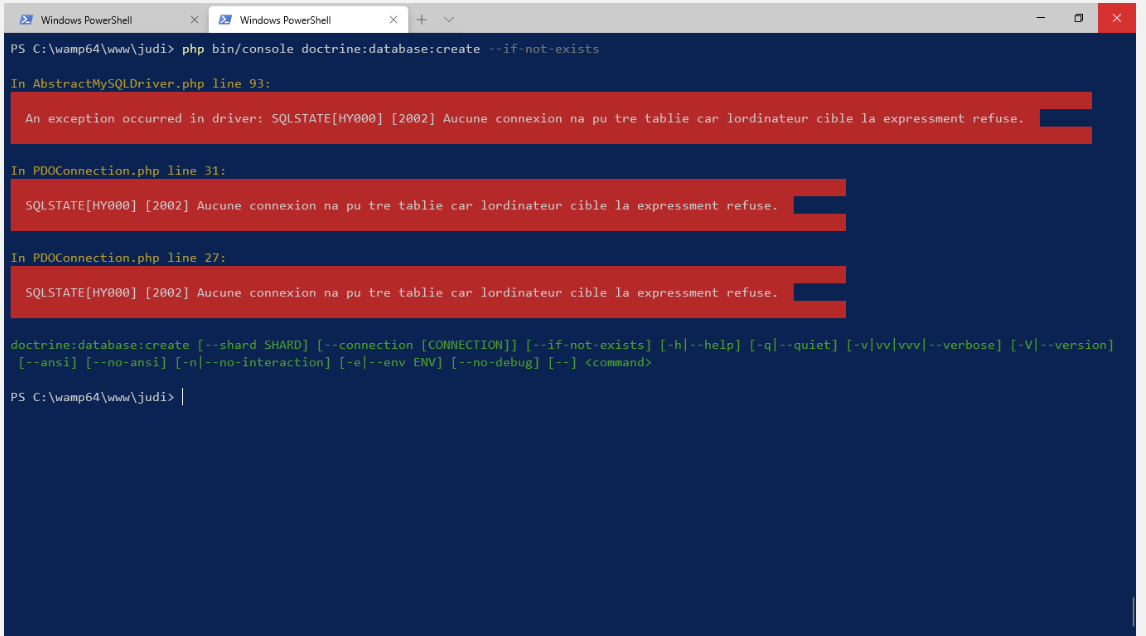 Windows PowerShell
Windows PowerShell
PS C:\wamp64\www\judi> php bin/console doctrine:database:create --if-not-exists
In AbstractMySQLDriver.php line 93:
An exception occurred in driver: SQLSTATE[HY000] [2002] Aucune connexion na pu tre tablie car lordinateur cible la expressment refuse.
In PDOConnection.php line 31:
SQLSTATE[HY000] [2002] Aucune connexion na pu tre tablie car lordinateur cible la expressment refuse.
In PDOConnection.php line 27:
SQLSTATE[HY000] [2002] Aucune connexion na pu tre tablie car lordinateur cible la expressment refuse.
doctrine:database:create [--shard SHARD] [--connection [CONNECTION]] [--if-not-exists] [-h|--help] [-q|--quiet] [-v|vv|vvv|--verbose] [-V|--version]
[--ansi] [--no-ansi] [-n|--no-interaction] [-e|--env ENV] [--no-debug] [--] <command>
PS C:\wamp64\www\judi>